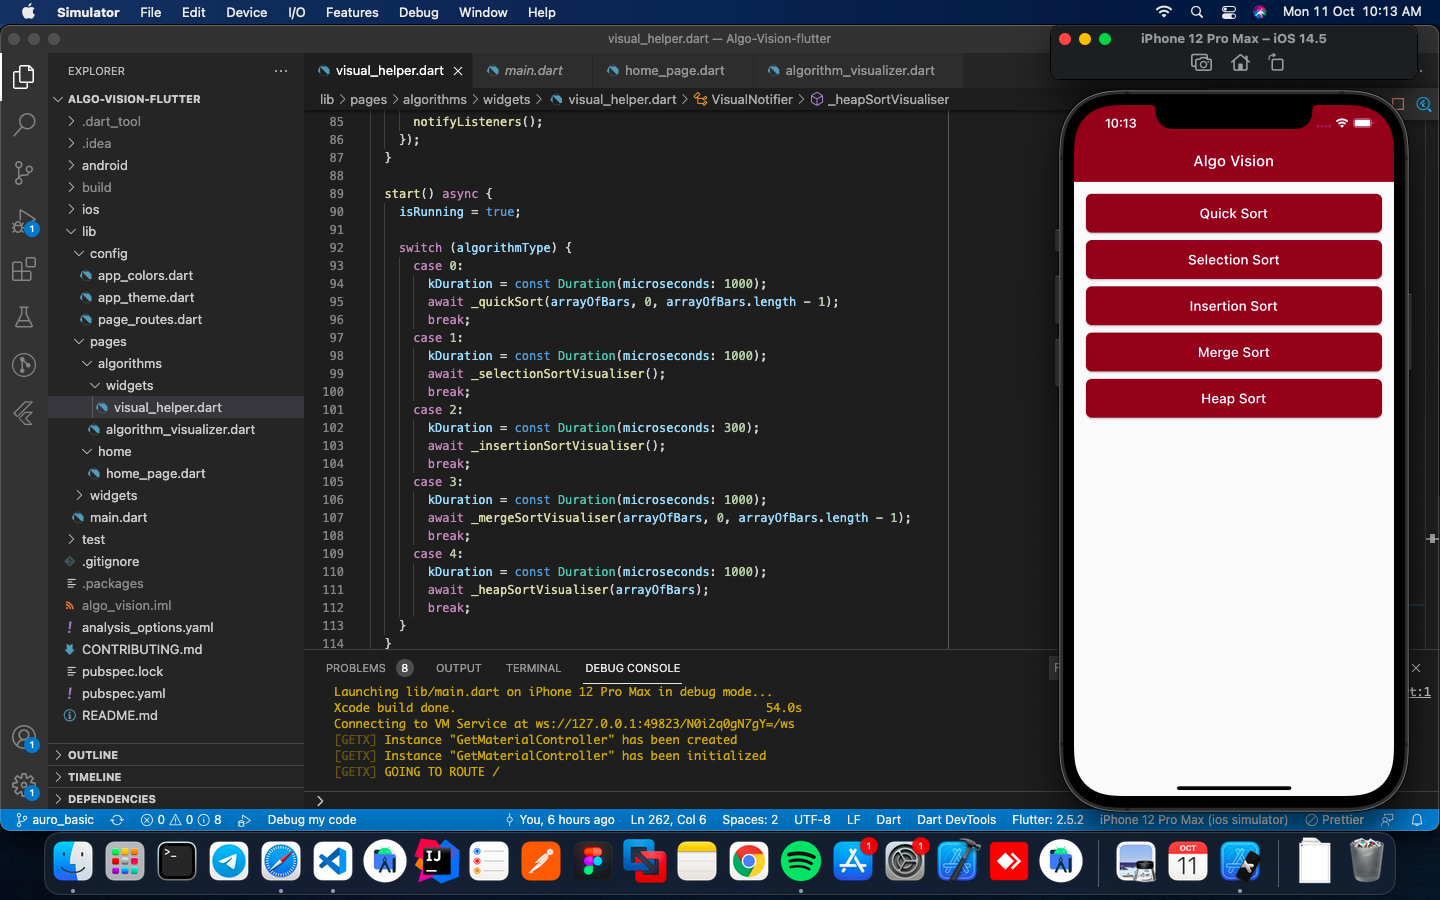 Simulator File Edit Device I/O Features Debug Window Help Mon 11 Oct 10:13 AM
visual_helper.dart — Algo-Vision-flutter
EXPLORER
ALGO-VISION-FLUTTER
.dart_tool
.idea
android
build
ios
1
lib
config
app_colors.dart
app_theme.dart
page_routes.dart
pages
algorithms
widgets
visual_helper.dart
algorithm_visualizer.dart
home
home_page.dart
widgets
main.dart
test
.gitignore
.packages
algo_vision.iml
analysis_options.yaml
CONTRIBUTING.md
pubspec.lock
pubspec.yaml
README.md
1
OUTLINE
TIMELINE
1
DEPENDENCIES
visual_helper.dart main.dart home_page.dart algorithm_visualizer.dart
lib > pages > algorithms > widgets > visual_helper.dart > VisualNotifier > _heapSortVisualiser
85 notifyListeners();
86 });
87 }
88
89 start() async {
90 isRunning = true;
91
92 switch (algorithmType) {
93 case 0:
94 kDuration = const Duration(microseconds: 1000);
95 await _quickSort(arrayOfBars, 0, arrayOfBars.length - 1);
96 break;
97 case 1:
98 kDuration = const Duration(microseconds: 1000);
99 await _selectionSortVisualiser();
100 break;
101 case 2:
102 kDuration = const Duration(microseconds: 300);
103 await _insertionSortVisualiser();
104 break;
105 case 3:
106 kDuration = const Duration(microseconds: 1000);
107 await _mergeSortVisualiser(arrayOfBars, 0, arrayOfBars.length - 1);
108 break;
109 case 4:
110 kDuration = const Duration(microseconds: 1000);
111 await _heapSortVisualiser(arrayOfBars);
112 break;
113 }
114 }
PROBLEMS 8 OUTPUT TERMINAL DEBUG CONSOLE
Launching lib/main.dart on iPhone 12 Pro Max in debug mode...
Xcode build done. 54.0s
Connecting to VM Service at ws://127.0.0.1:49823/N0iZq0gN7gY=/ws
[GETX] Instance "GetMaterialController" has been created
[GETX] Instance "GetMaterialController" has been initialized
[GETX] GOING TO ROUTE /
t:1
iPhone 12 Pro Max – iOS 14.5
10:13
Algo Vision
Quick Sort
Selection Sort
Insertion Sort
Merge Sort
Heap Sort
auro_basic 0 0 8 Debug my code You, 6 hours ago Ln 262, Col 6 Spaces: 2 UTF-8 LF Dart Dart DevTools Flutter: 2.5.2 iPhone 12 Pro Max (ios simulator) Prettier
1 1
OCT
11